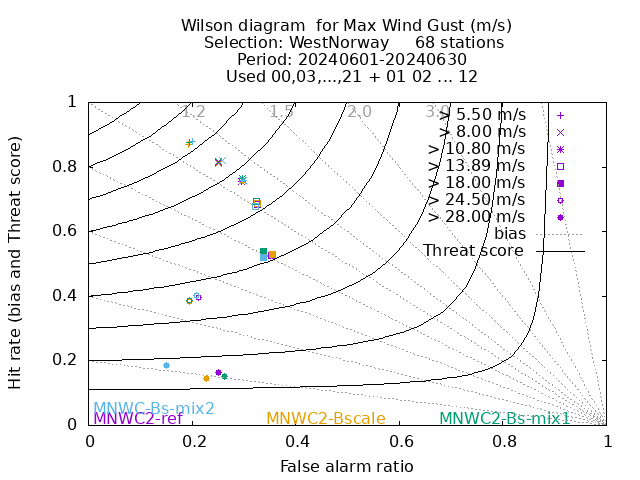 Wilson diagram  for Max Wind Gust (m/s)
Selection: WestNorway     68 stations
Period: 20240601-20240630
Used 00,03,...,21 + 01 02 ... 12
1.2 1.5 2.0 3.0
> 5.50 m/s
> 8.00 m/s
> 10.80 m/s
> 13.89 m/s
> 18.00 m/s
> 24.50 m/s
> 28.00 m/s
bias
Threat score
Hit rate (bias and Threat score)
1
0.8
0.6
0.4
0.2
0
MNWC-Bs-mix2
MNWC2-ref MNWC2-Bscale MNWC2-Bs-mix1
0 0.2 0.4 0.6 0.8 1
False alarm ratio